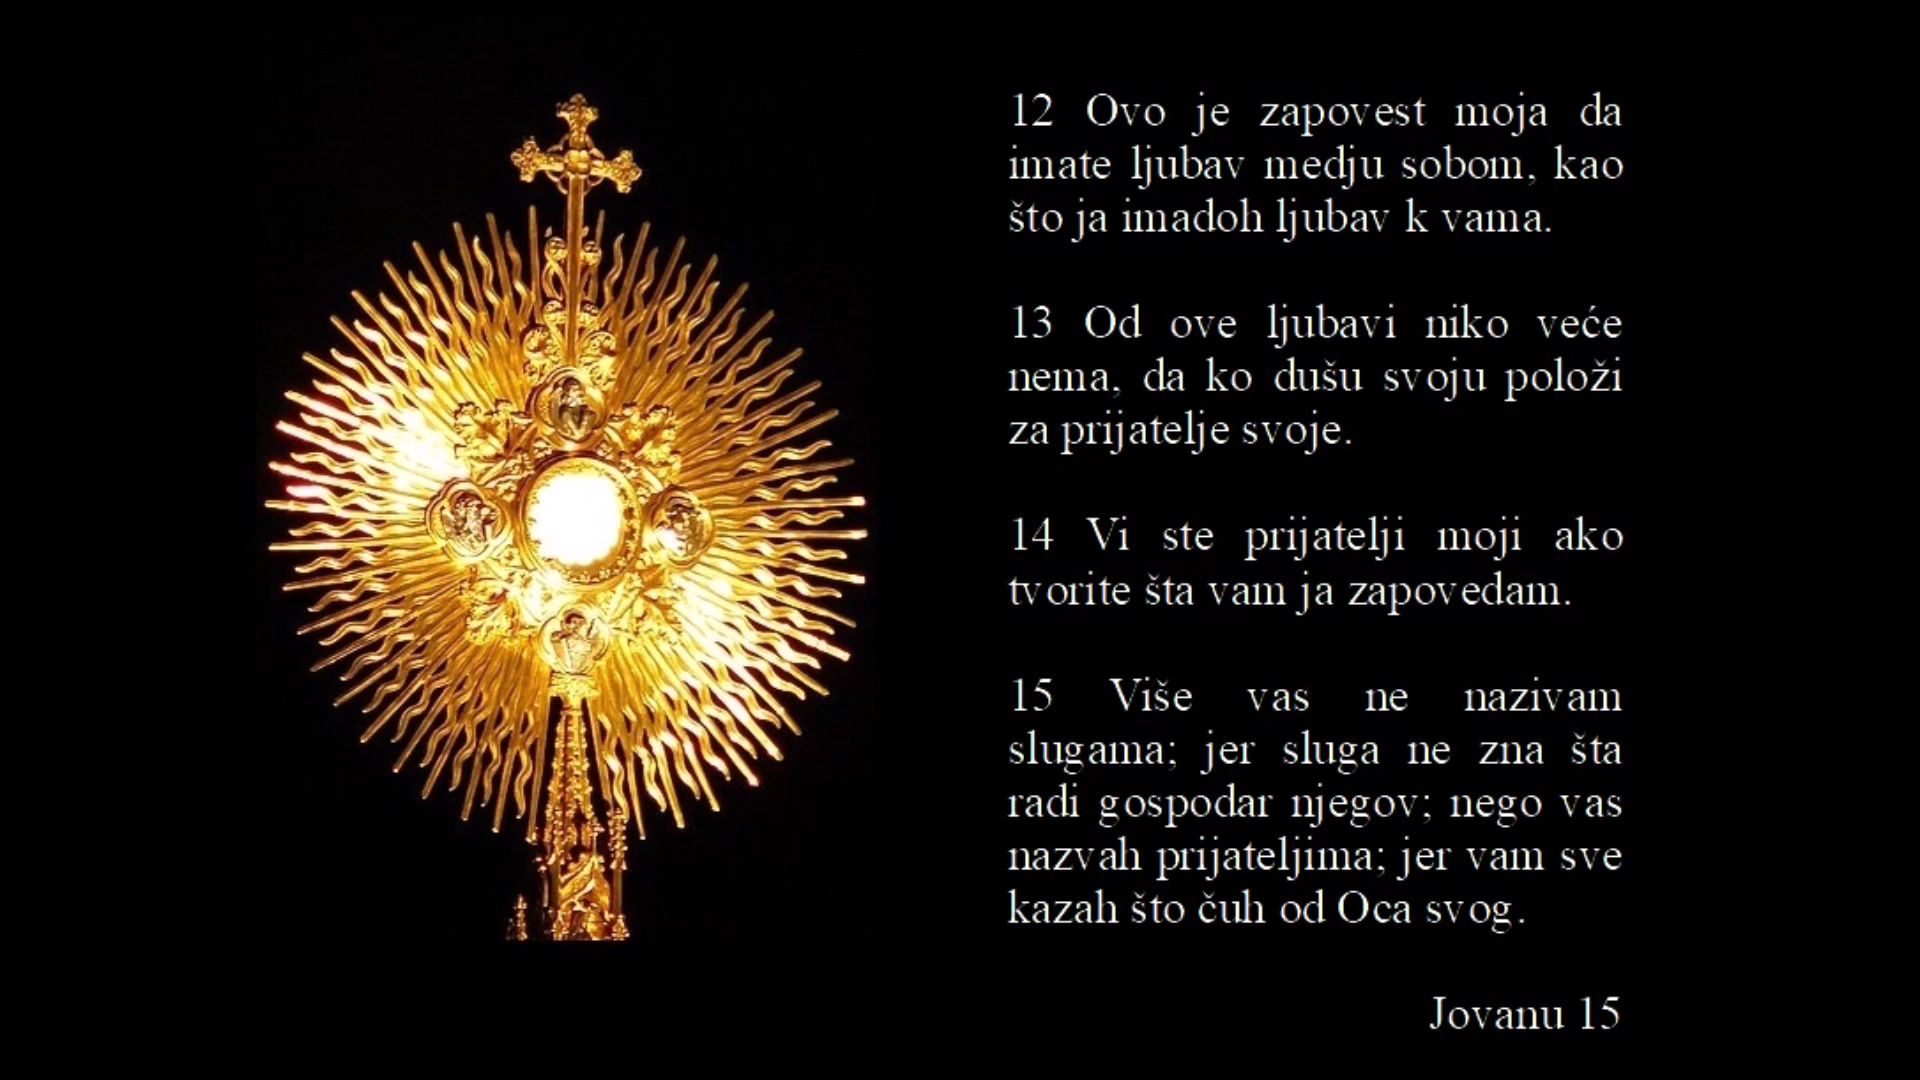 12 Ovo je zapovest moja da
imate ljubav medju sobom, kao
što ja imadoh ljubav k vama.
13 Od ove ljubavi niko veće
nema, da ko dušu svoju položi
za prijatelje svoje.
14 Vi ste prijatelji moji ako
tvorite šta vam ja zapovedam.
15 Više vas ne nazivam
slugama; jer sluga ne zna šta
radi gospodar njegov; nego vas
nazvah prijateljima; jer vam sve
kazah što čuh od Oca svog.
Jovanu 15